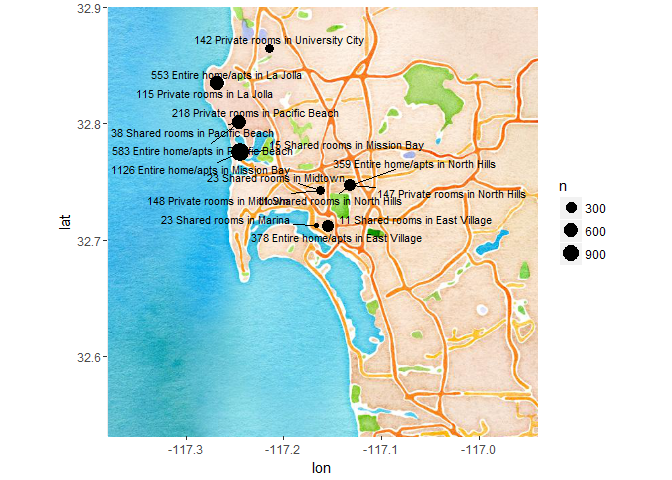 32.9
142 Private rooms in University City
553 Entire home/apts in La Jolla
115 Private rooms in La Jolla
218 Private rooms in Pacific Beach
32.8
38 Shared rooms in Pacific Beach
15 Shared rooms in Mission Bay
583 Entire home/apts in Pacific Beach
359 Entire home/apts in North Hills
1126 Entire home/apts in Mission Bay
23 Shared rooms in Midtown
147 Private rooms in North Hills
148 Private rooms in Midtown
Shared rooms in North Hills
23 Shared rooms in Marina
11 Shared rooms in East Village
378 Entire home/apts in East Village
32.7
32.6
lat
-117.3
-117.2
-117.1
-117.0
lon
n
300
600
900